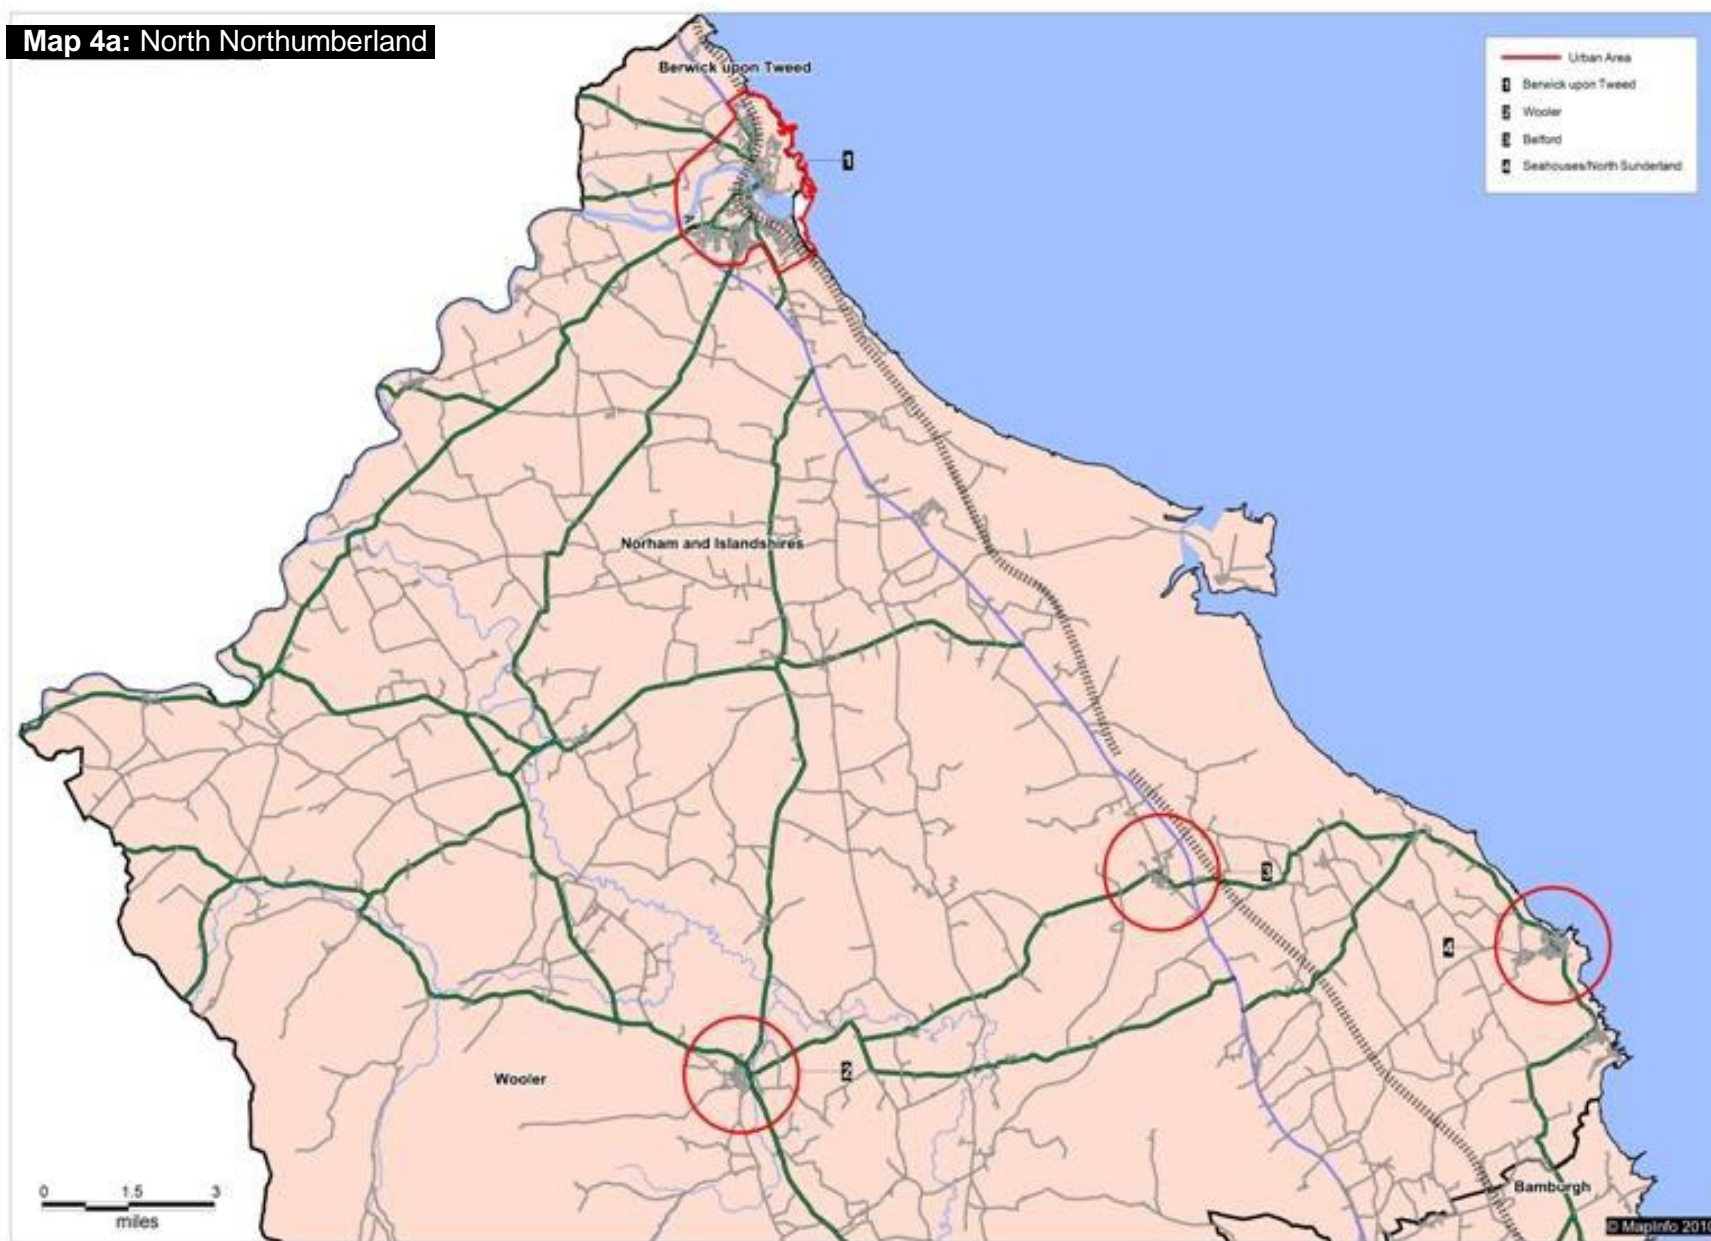 Map 4a: North Northumberland
Berwick upon Tweed
Urban Area
1 Berwick upon Tweed
2 Wooler
3 Belford
4 Seahouses/North Sunderland
1
Norham and Islandshires
3
4
2
Wooler
Bamburgh
0 1.5 3
miles
© MapInfo 2010